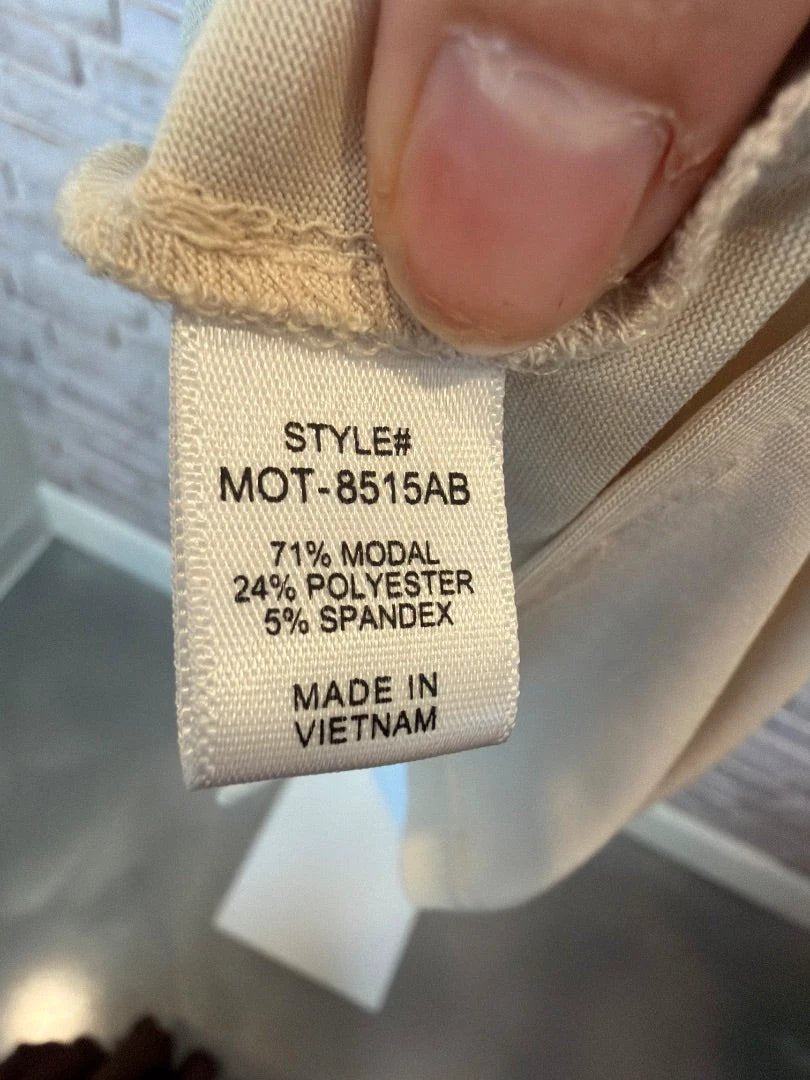 STYLE#
MOT-8515AB
71% MODAL
24% POLYESTER
5% SPANDEX
MADE IN
VIETNAM